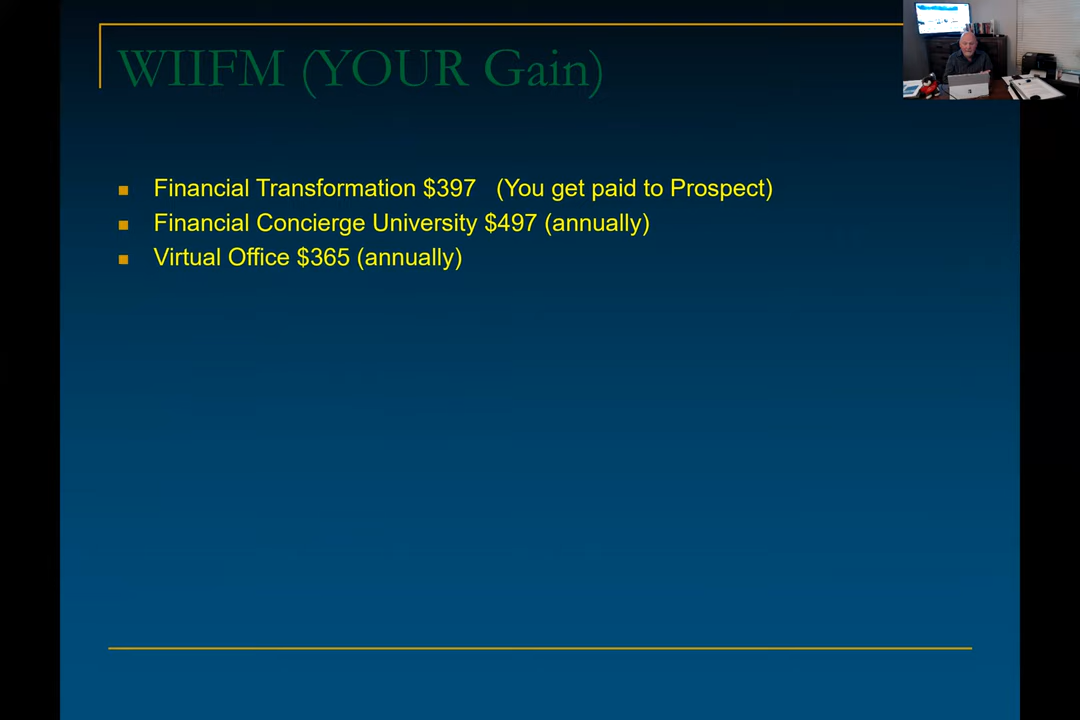 WIIFM (YOUR Gain)
Financial Transformation $397 (You get paid to Prospect)
Financial Concierge University $497 (annually)
Virtual Office $365 (annually)